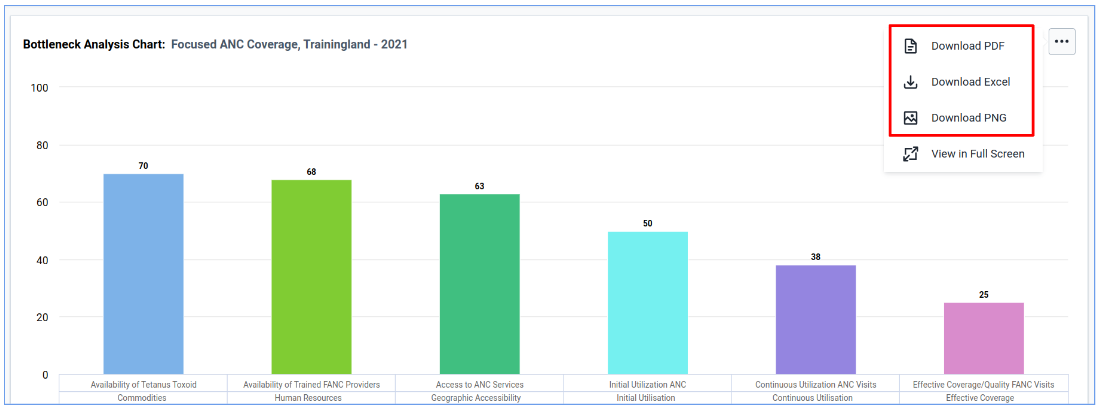 Bottleneck Analysis Chart: Focused ANC Coverage, Trainingland - 2021
Download PDF
Download Excel
Download PNG
View in Full Screen
100
80
60
40
20
0
70
68
63
50
38
25
Availability of Tetanus Toxoid Availability of Trained FANC Providers Access to ANC Services Initial Utilization ANC Continuous Utilization ANC Visits Effective Coverage/Quality FANC Visits
Commodities Human Resources Geographic Accessibility Initial Utilisation Continuous Utilisation Effective Coverage